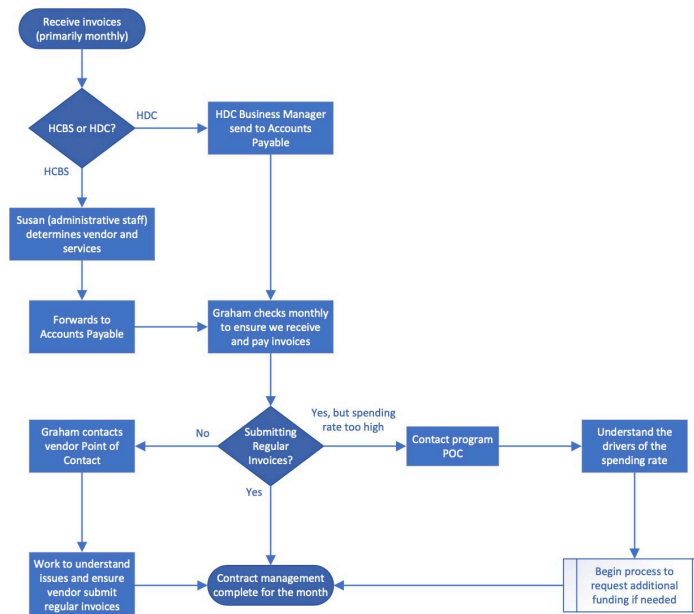 Receive invoices
(primarily monthly)
HCBS or HDC?
HDC
HDC Business Manager
send to Accounts
Payable
HCBS
Susan (administrative staff)
determines vendor and
services
Forwards to
Accounts Payable
Graham checks monthly
to ensure we receive
and pay invoices
Submitting
Regular
Invoices?
No
Graham contacts
vendor Point of
Contact
Yes, but spending
rate too high
Contact program
POC
Understand the
drivers of the
spending rate
Yes
Work to understand
issues and ensure
vendor submit
regular invoices
Contract management
complete for the month
Begin process to
request additional
funding if needed